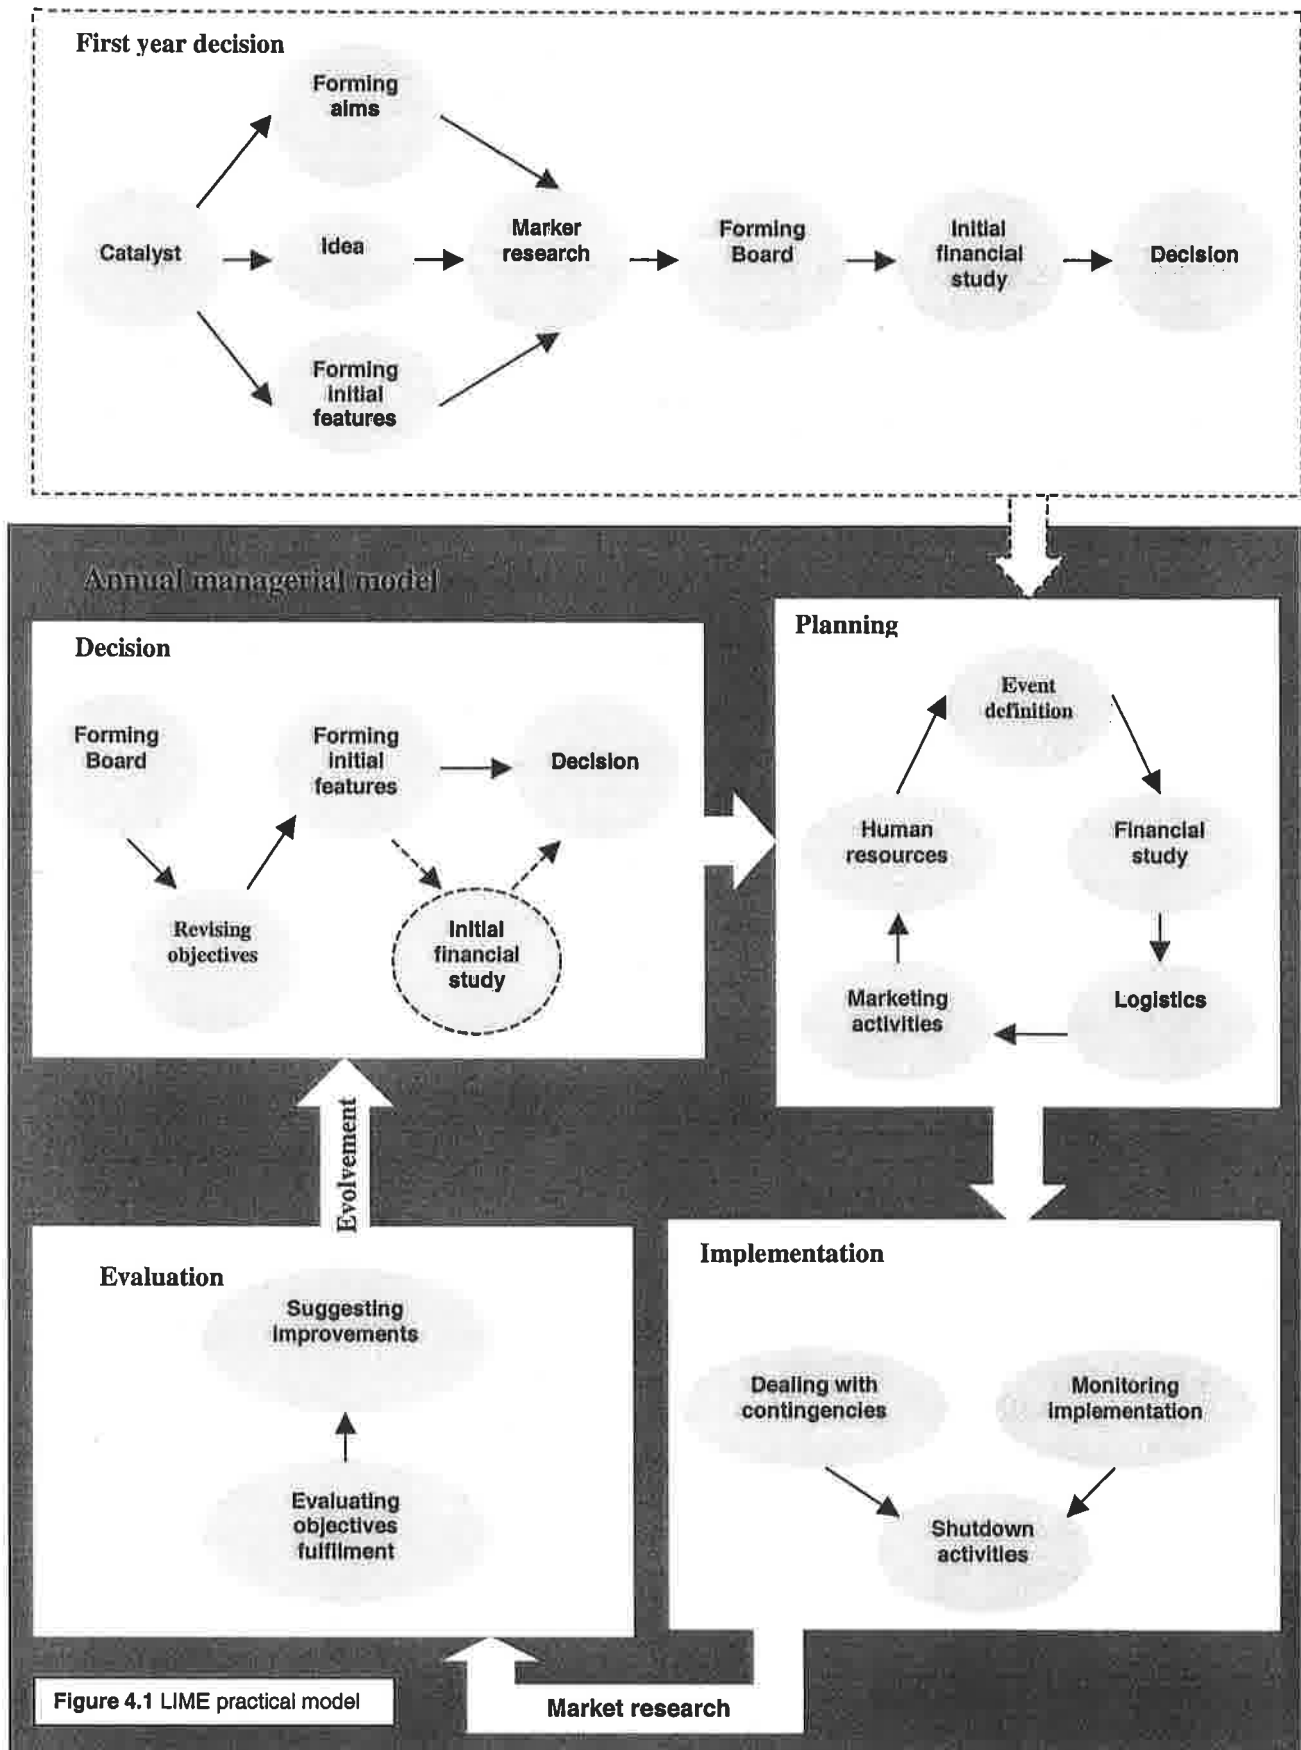 First year decision
Forming
aims
Catalyst
Idea
Marker
research
Forming
Board
Initial
financial
study
Decision
Forming
initial
features
Annual managerial model
Decision
Forming
Board
Forming
initial
features
Decision
Revising
objectives
Initial
financial
study
Planning
Event
definition
Human
resources
Financial
study
Marketing
activities
Logistics
Evolvement
Evaluation
Suggesting
improvements
Evaluating
objectives
fulfilment
Implementation
Dealing with
contingencies
Monitoring
implementation
Shutdown
activities
Market research
Figure 4.1 LIME practical model